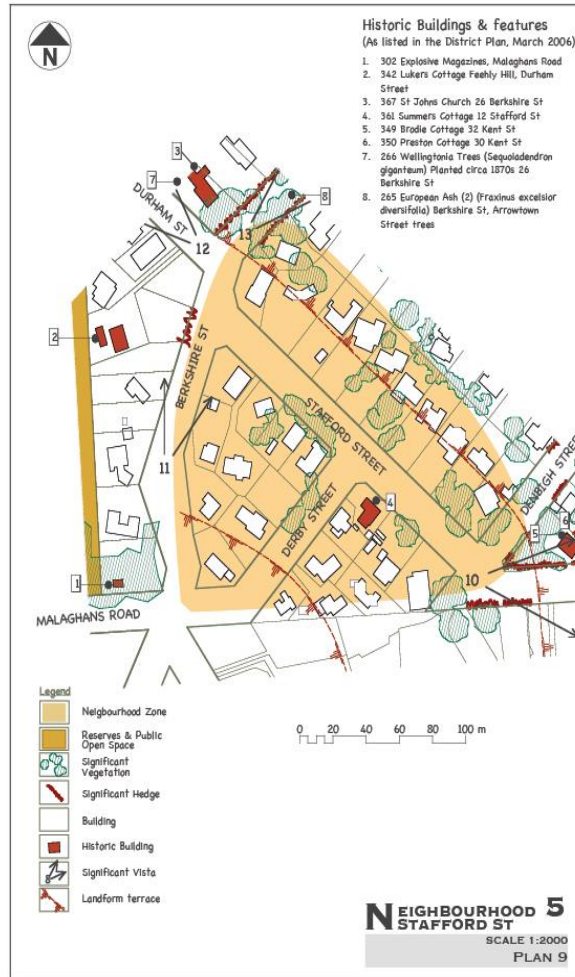 Historic Buildings & features
(As listed in the District Plan, March 2006)
1. 302 Explosive Magazines, Malaghans Road
2. 342 Lukers Cottage Feehly Hill, Durham
Street
3. 367 St Johns Church 26 Berkshire St
4. 361 Summers Cottage 12 Stafford St
5. 349 Brodie Cottage 32 Kent St
6. 350 Preston Cottage 30 Kent St
7. 266 Wellingtonia Trees (Sequoiadendron
giganteum) Planted circa 1870s 26
Berkshire St
8. 265 European Ash (2) (Fraxinus excelsior
diversifolia) Berkshire St, Arrowtown
Street trees
N
3
7
8
DURHAM ST
12
13
2
BERKSHIRE ST
STAFFORD STREET
11
DENBIGH STREET
4
DERBY STREET
5
6
10
1
MALAGHANS ROAD
Legend
Neigbourhood Zone
Reserves & Public
Open Space
Significant
Vegetation
Significant Hedge
Building
Historic Building
8
Significant Vista
Landform terrace
0 20 40 60 80 100 m
NEIGHBOURHOOD 5
STAFFORD ST
SCALE 1:2000
PLAN 9